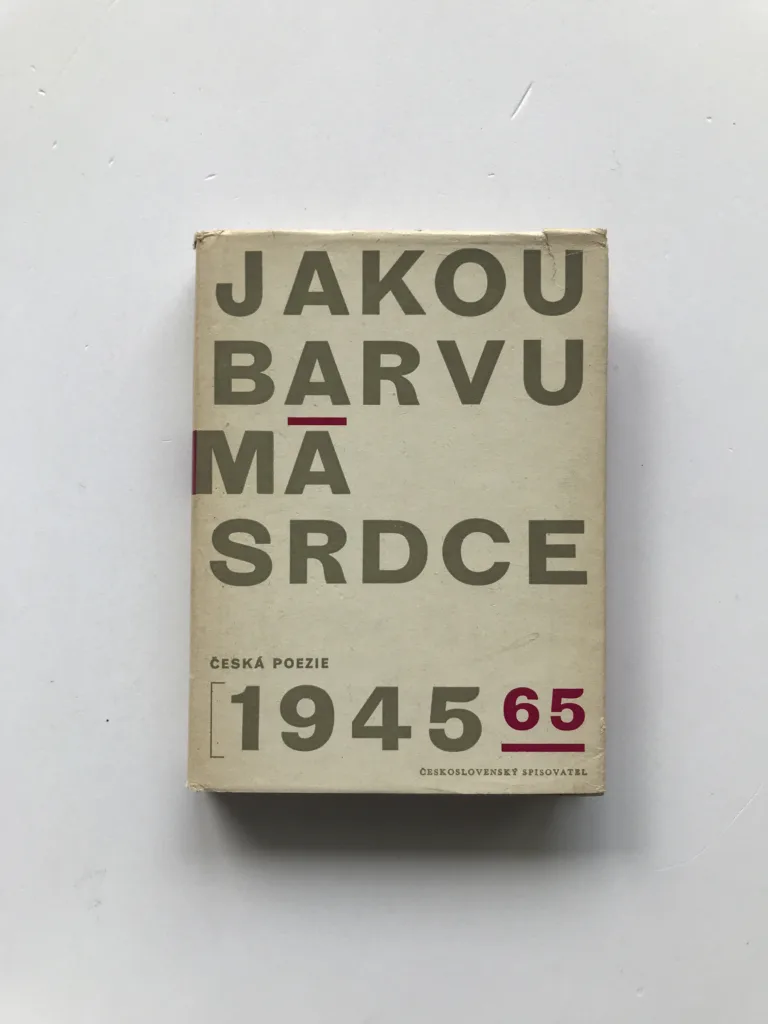 JAKOU
BARVU
MÁ
SRDCE
ČESKÁ POEZIE
[1945 65
ČESKOSLOVENSKÝ SPISOVATEL